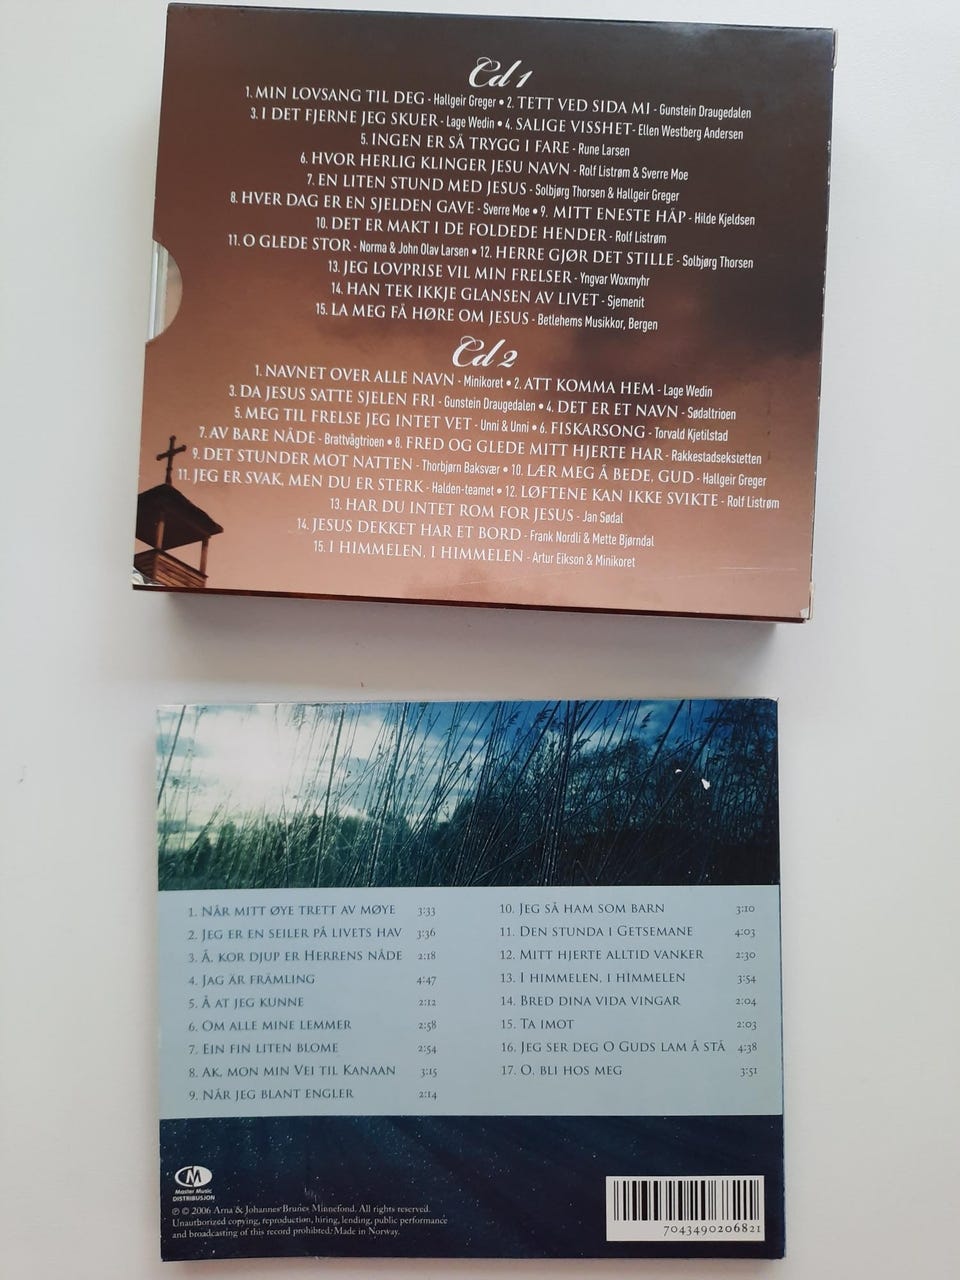 Cd 1
1. MIN LOVSANG TIL DEG - Hallgeir Greger • 2. TETT VED SIDA MI - Gunstein Draugedalen
3. I DET FJERNE JEG SKUER - Lage Wedin • 4. SALIGE VISSHET - Ellen Westberg Andersen
5. INGEN ER SÅ TRYGG I FARE - Rune Larsen
6. HVOR HERLIG KLINGER JESU NAVN - Rolf Listrøm & Sverre Moe
7. EN LITEN STUND MED JESUS - Solbjørg Thorsen & Hallgeir Greger
8. HVER DAG ER EN SJELDEN GAVE - Sverre Moe • 9. MITT ENESTE HÅP - Hilde Kjeldsen
10. DET ER MAKT I DE FOLDEDE HENDER - Rolf Listrøm
11. O GLEDE STOR - Norma & John Olav Larsen • 12. HERRE GJØR DET STILLE - Solbjørg Thorsen
13. JEG LOVPRISE VIL MIN FRELSER - Yngvar Woxmyhr
14. HAN TEK IKKJE GLANSEN AV LIVET - Sjemenit
15. LA MEG FÅ HØRE OM JESUS - Betlehems Musikkor, Bergen
Cd 2
1. NAVNET OVER ALLE NAVN - Minikoret • 2. ATT KOMMA HEM - Lage Wedin
3. DA JESUS SATTE SJELEN FRI - Gunstein Draugedalen • 4. DET ER ET NAVN - Sødaltrioen
5. MEG TIL FRELSE JEG INTET VET - Unni & Unni • 6. FISKARSONG - Torvald Kjetilstad
7. AV BARE NÅDE - Brattvågtrioen • 8. FRED OG GLEDE MITT HJERTE HAR - Rakkestadsekstetten
9. DET STUNDER MOT NATTEN - Thorbjørn Baksvær • 10. LÆR MEG Å BEDE, GUD - Hallgeir Greger
11. JEG ER SVAK, MEN DU ER STERK - Halden-teamet • 12. LØFTENE KAN IKKE SVIKTE - Rolf Listrøm
13. HAR DU INTET ROM FOR JESUS - Jan Sødal
14. JESUS DEKKET HAR ET BORD - Frank Nordli & Mette Bjørndal
15. I HIMMELEN, I HIMMELEN - Artur Eikson & Minikoret
1. NÅR MITT ØYE TRETT AV MØYE 3:33
2. JEG ER EN SEILER PÅ LIVETS HAV 3:36
3. Å, KOR DJUP ER HERRENS NÅDE 2:18
4. JAG ÄR FRÄMLING 4:47
5. Å AT JEG KUNNE 2:12
6. OM ALLE MINE LEMMER 2:58
7. EIN FIN LITEN BLOME 2:54
8. AK, MON MIN VEI TIL KANAAN 3:15
9. NÅR JEG BLANT ENGLER 2:14
10. JEG SÅ HAM SOM BARN 3:10
11. DEN STUNDA I GETSEMANE 4:03
12. MITT HJERTE ALLTID VANKER 2:30
13. I HIMMELEN, I HIMMELEN 3:54
14. BRED DINA VIDA VINGAR 2:04
15. TA IMOT 2:03
16. JEG SER DEG O GUDS LAM Å STÅ 4:38
17. O, BLI HOS MEG 3:51
M
Master Music
DISTRIBUSJON
℗ © 2006 Arna & Johannes Brunes Minnefond. All rights reserved.
Unauthorized copying, reproduction, hiring, lending, public performance
and broadcasting of this record prohibited. Made in Norway.
7043490206821